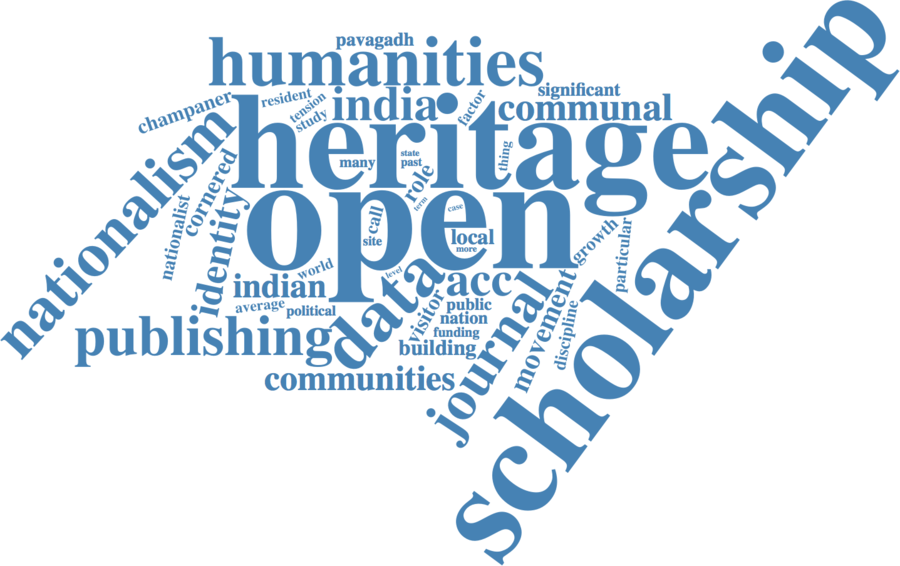 scholarship
pavagadh
humanities
significant
resident
tension
india
factor
communal
champaner
study
heritage
nationalism
cornered
many
state
past
thing
role
term
case
open
nationalist
identity
call
site
local
more
growth
particular
world
level
indian
data
acc
average
political
visitor
public
nation
journal
movement
discipline
publishing
funding
building
communities